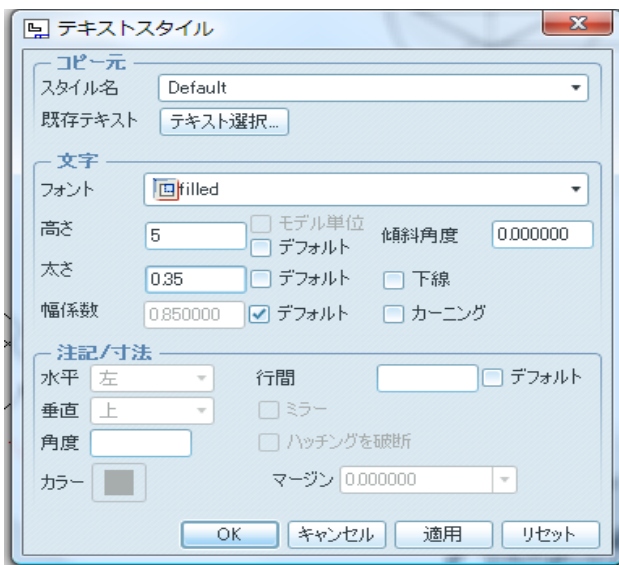 テキストスタイル
コピー元
スタイル名 Default
既存テキスト テキスト選択...
文字
フォント filled
高さ 5 モデル単位 デフォルト 傾斜角度 0.000000
太さ 0.35 デフォルト 下線
幅係数 0.850000 デフォルト カーニング
注記/寸法
水平 左 行間 デフォルト
垂直 上 ミラー
角度 ハッチングを破断
カラー マージン 0.000000
OK キャンセル 適用 リセット